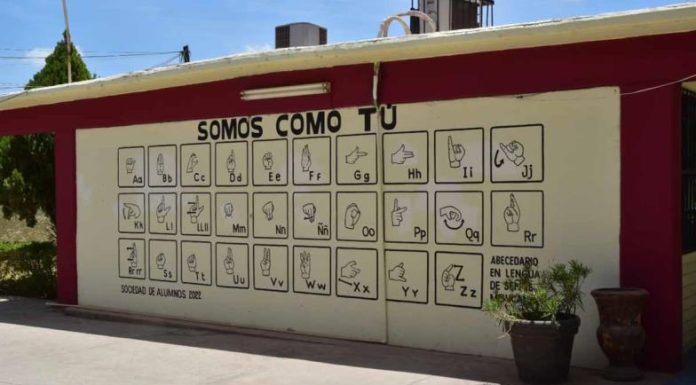 SOMOS COMO TÚ
Aa Bb Cc Dd Ee Ff Gg Hh Ii Jj
Kk Ll LLll Mm Nn Ññ Oo Pp Qq Rr
Rrrr Ss Tt Uu Vv Ww Xx Yy Zz
ABECEDARIO
EN LENGUA
DE SEÑAS
SOCIEDAD DE ALUMNOS 2022